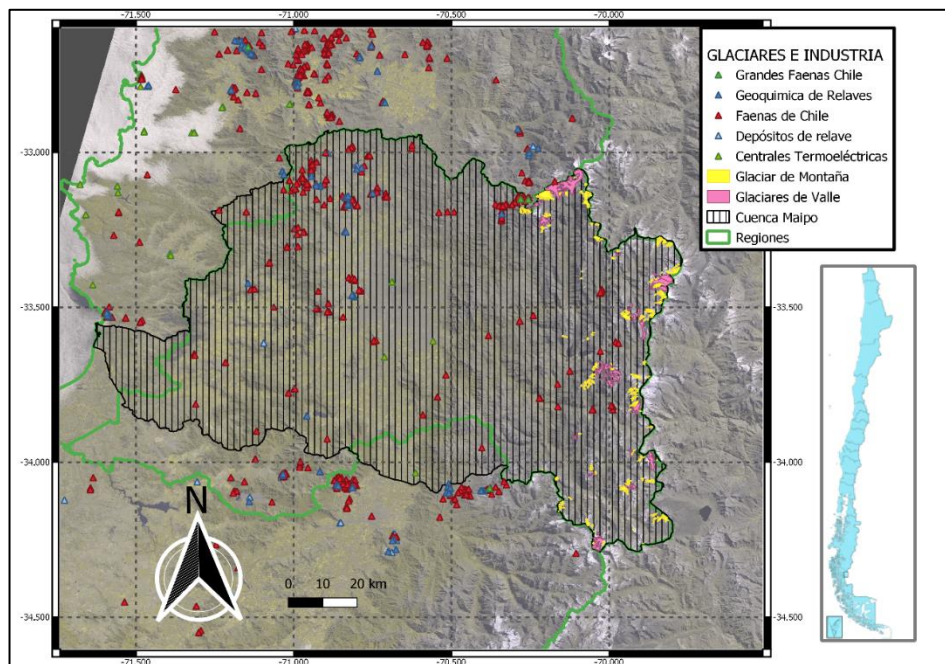 -71.500 -71.000 -70.500 -70.000
GLACIARES E INDUSTRIA
Grandes Faenas Chile
Geoquimica de Relaves
Faenas de Chile
Depósitos de relave
Centrales Termoeléctricas
Glaciar de Montaña
Glaciares de Valle
Cuenca Maipo
Regiones
-33.000 -33.000
-33.500 -33.500
-34.000 -34.000
N
0 10 20 km
-34.500 -34.500
-71.500 -71.000 -70.500 -70.000